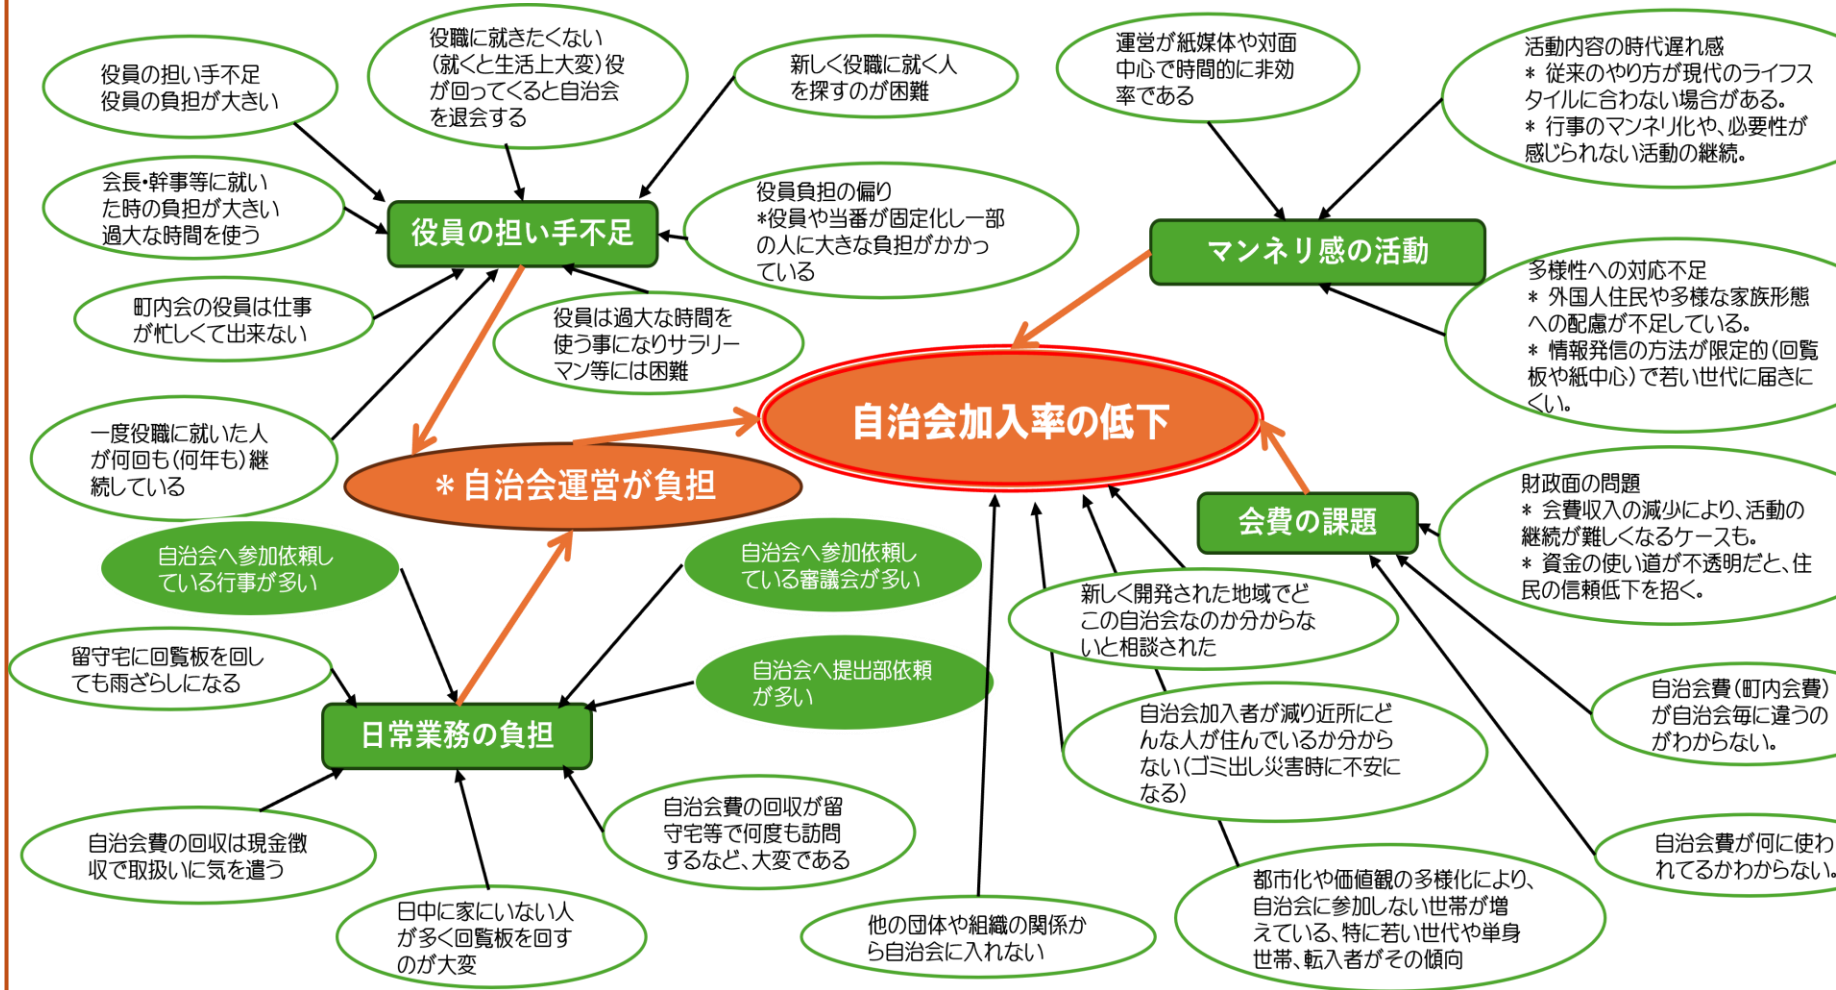 役員の担い手不足
役員の負担が大きい
役職に就きたくない
(就くと生活上大変)役
が回ってくると自治会
を退会する
新しく役職に就く人
を探すのが困難
運営が紙媒体や対面
中心で時間的に非効
率である
活動内容の時代遅れ感
* 従来のやり方が現代のライフス
タイルに合わない場合がある。
* 行事のマンネリ化や、必要性が
感じられない活動の継続。
会長・幹事等に就い
た時の負担が大きい
過大な時間を使う
役員の担い手不足
役員負担の偏り
*役員や当番が固定化し一部
の人に大きな負担がかかっ
ている
マンネリ感の活動
町内会の役員は仕事
が忙しくて出来ない
役員は過大な時間を
使う事になりサラリー
マン等には困難
多様性への対応不足
* 外国人住民や多様な家族形態
への配慮が不足している。
* 情報発信の方法が限定的(回覧
板や紙中心)で若い世代に届きに
くい。
一度役職に就いた人
が何回も(何年も)継
続している
自治会加入率の低下
*自治会運営が負担
会費の課題
財政面の問題
* 会費収入の減少により、活動の
継続が難しくなるケースも。
* 資金の使い道が不透明だと、住
民の信頼低下を招く。
自治会へ参加依頼し
ている行事が多い
自治会へ参加依頼し
ている審議会が多い
新しく開発された地域でど
この自治会なのか分からな
いと相談された
留守宅に回覧板を回し
ても雨ざらしになる
自治会へ提出部依頼
が多い
自治会費(町内会費)
が自治会毎に違うの
がわからない。
日常業務の負担
自治会加入者が減り近所にど
んな人が住んでいるか分から
ない(ゴミ出し災害時に不安に
なる)
自治会費の回収は現金徴
収で取扱いに気を遣う
自治会費の回収が留
守宅等で何度も訪問
するなど、大変である
自治会費が何に使わ
れてるかわからない。
日中に家にいない人
が多く回覧板を回す
のが大変
他の団体や組織の関係か
ら自治会に入れない
都市化や価値観の多様化により、
自治会に参加しない世帯が増
えている、特に若い世代や単身
世帯、転入者がその傾向